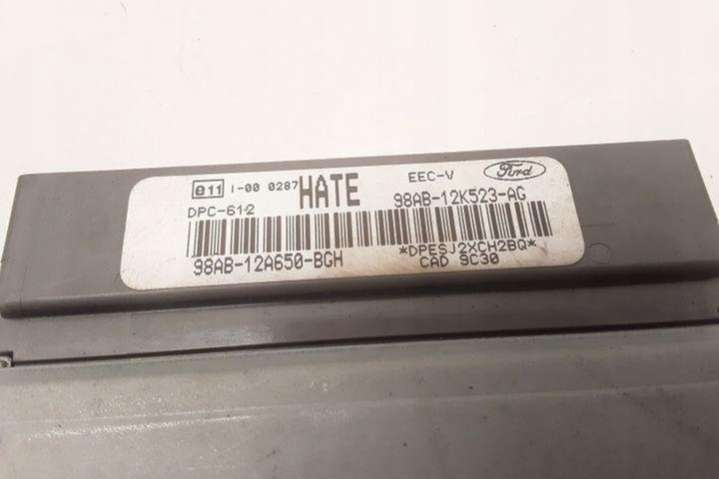 e11 I-00 0287 HATE EEC-V Ford
DPC-612 98AB-12K523-AG
98AB-12A650-BGH *DPESJ2XCH2BQ*
CAD 9C30